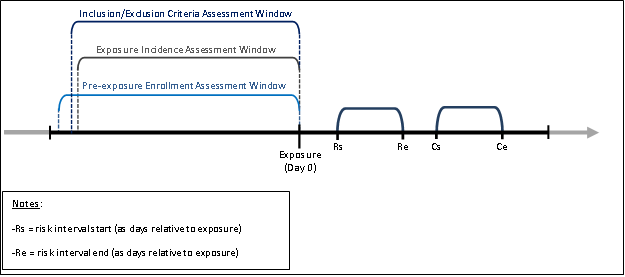 Inclusion/Exclusion Criteria Assessment Window
Exposure Incidence Assessment Window
Pre-exposure Enrollment Assessment Window
Exposure
(Day 0)
Rs
Re
Cs
Ce
Notes:
-Rs = risk interval start (as days relative to exposure)
-Re = risk interval end (as days relative to exposure)